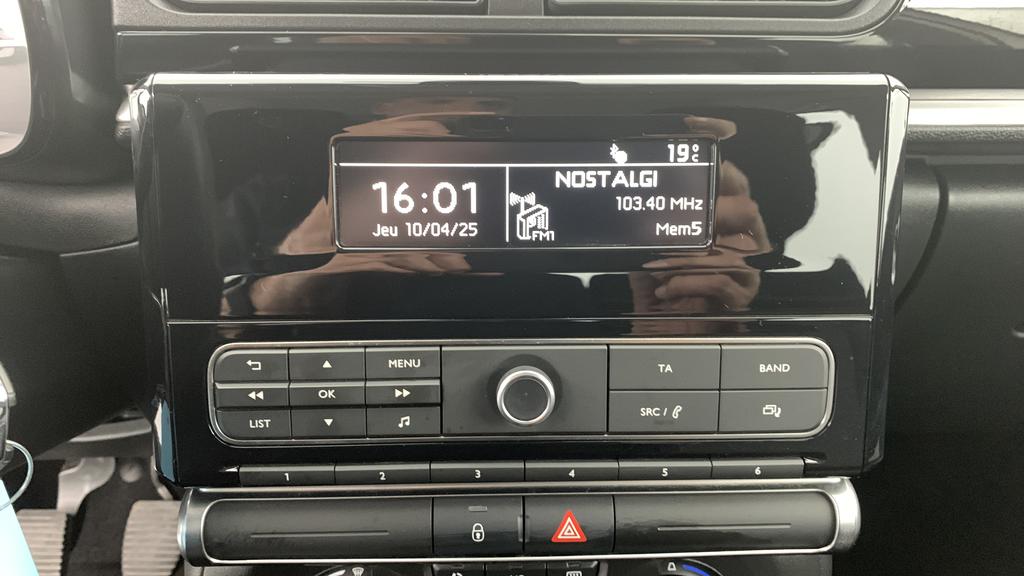 19°C
16:01
Jeu 10/04/25
NOSTALGI
103.40 MHz
FM1
Mem5
MENU
OK
LIST
TA
BAND
SRC /
1 2 3 4 5 6